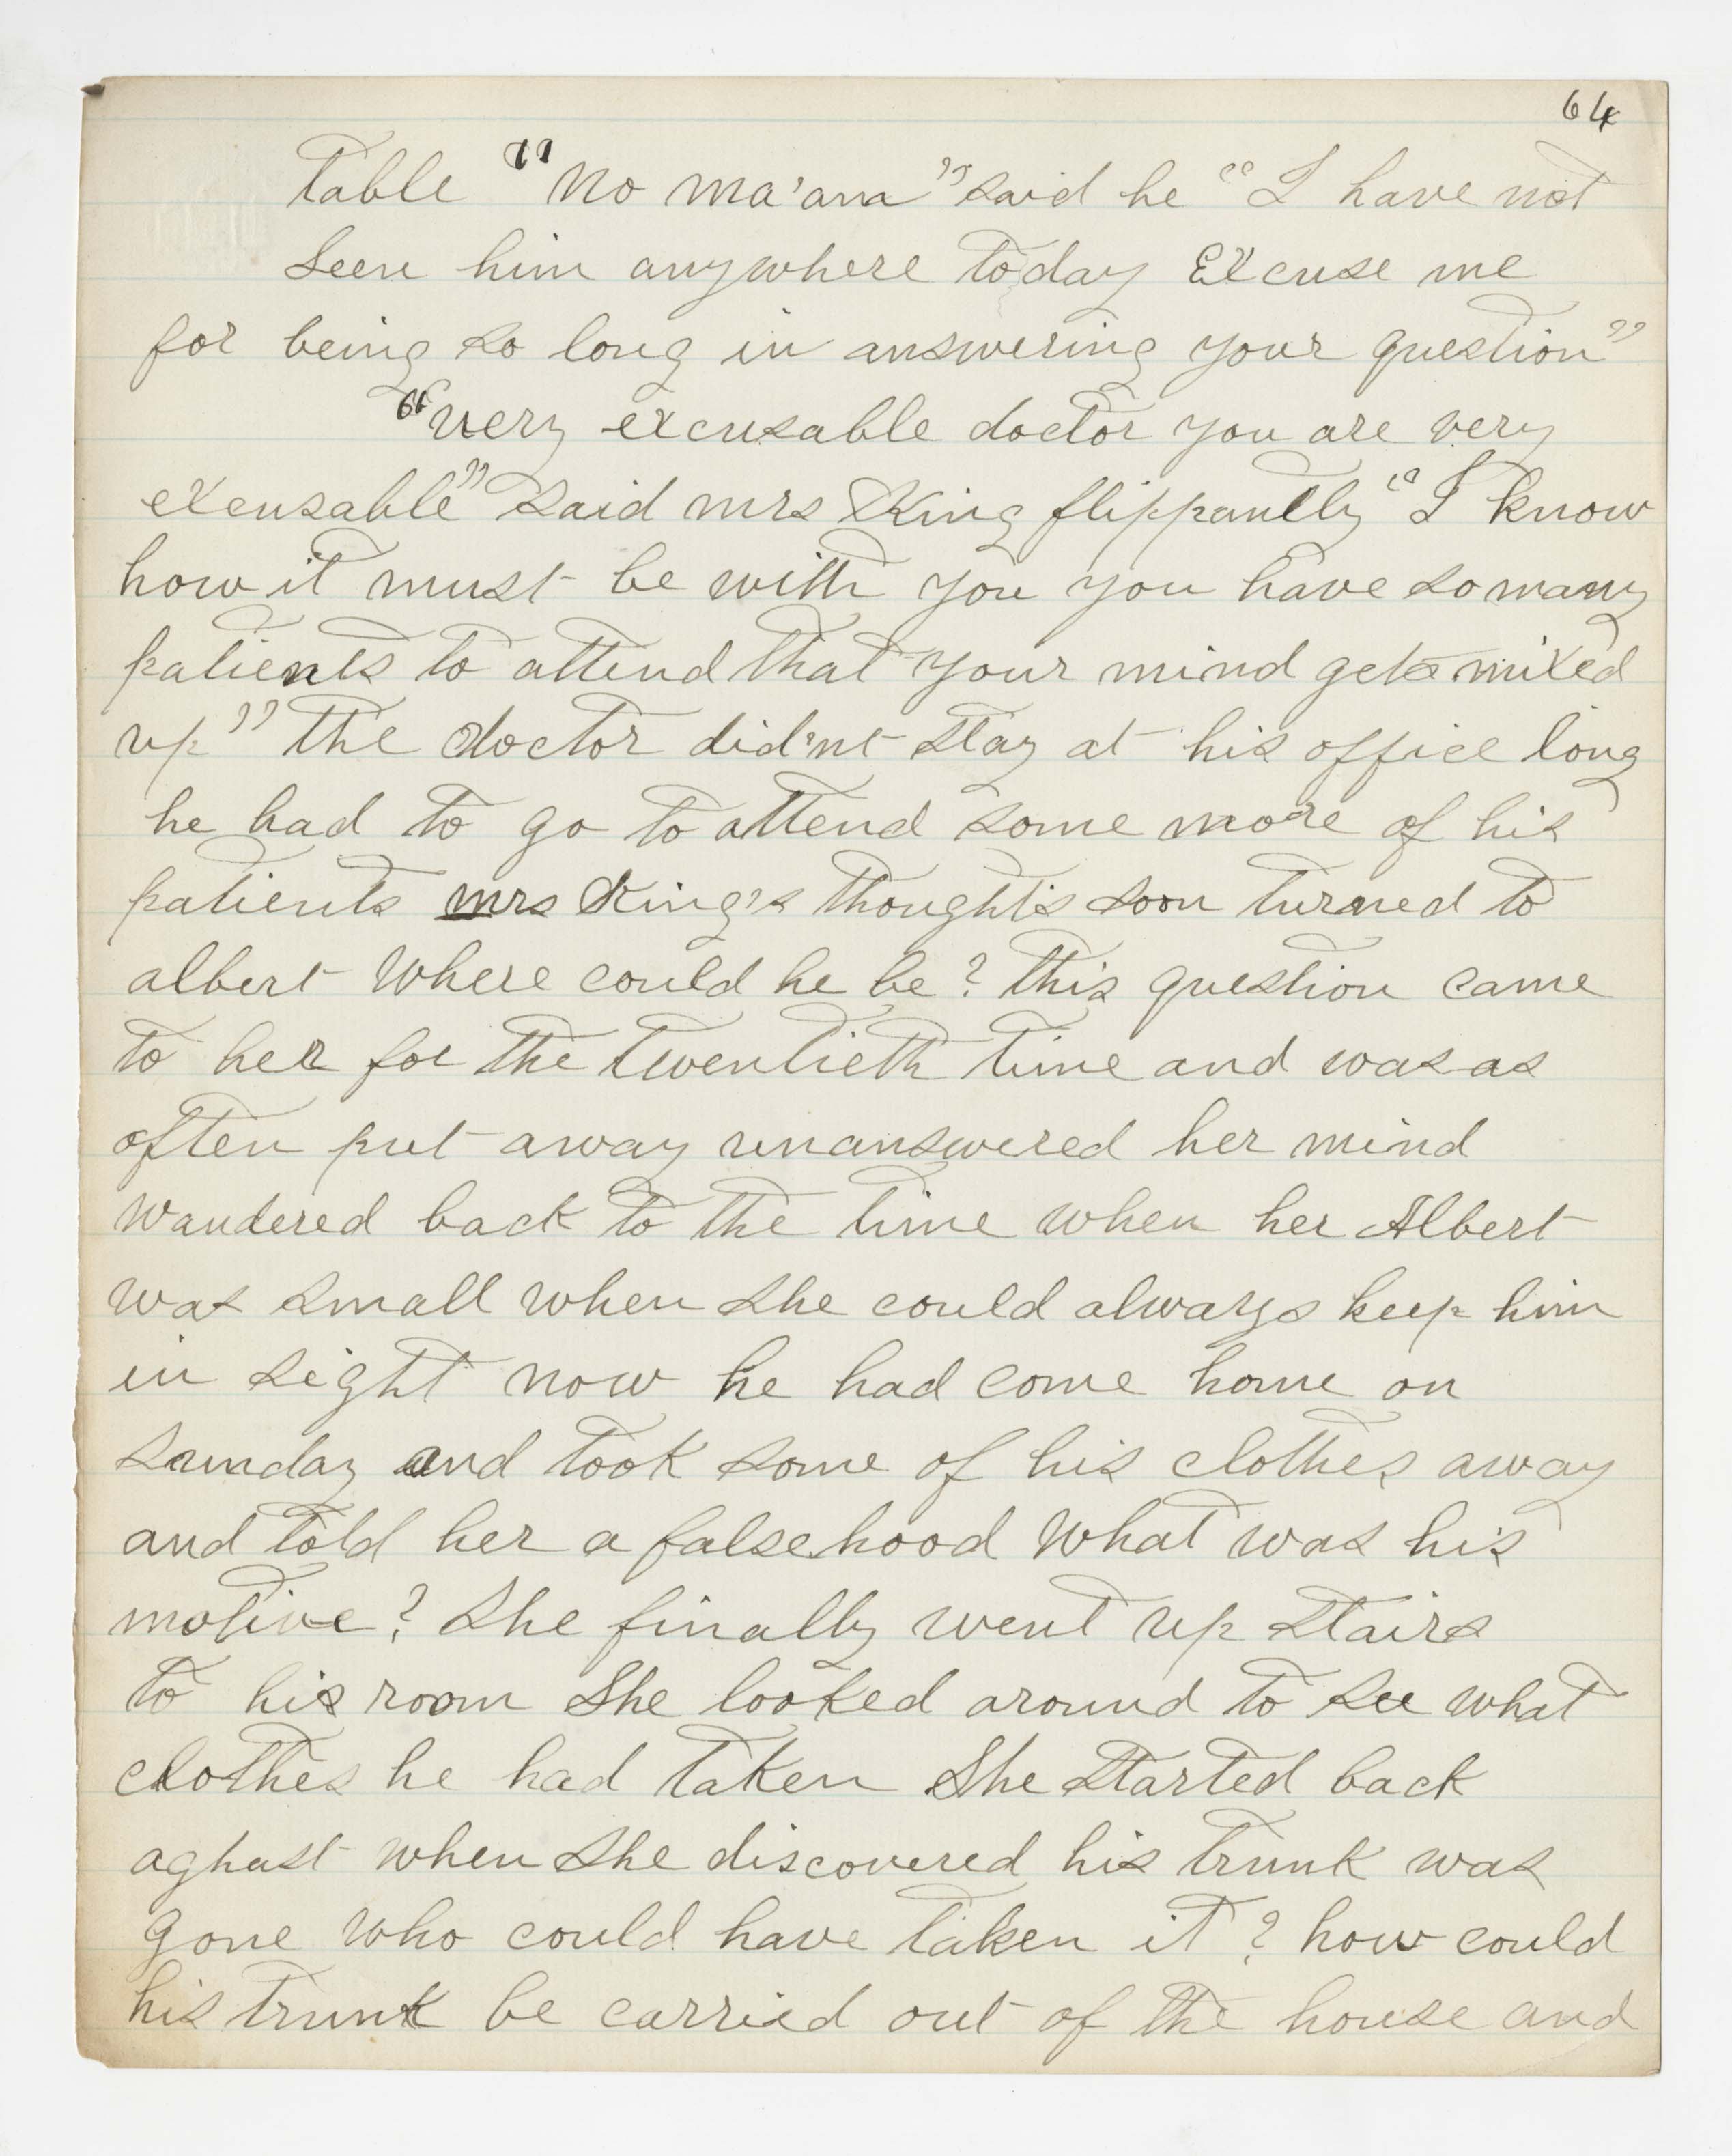 64
Table "No ma'am" said he "I have not
seen him anywhere today Excuse me
for being so long in answering your question"
"very excusable doctor you are very
excusable" said mrs King flippantly "I know
how it must be with you you have so many
patients to attend that your mind gets mixed
up" The doctor did'nt stay at his office long
he had to go to attend some more of his
patients mrs King's thoughts soon turned to
albert Where could he be? This question came
to her for the twentieth time and was as
often put away unanswered her mind
wandered back to the time when her Albert
was small when she could always keep him
in sight now he had come home on
Sunday and took some of his clothes away
and told her a falsehood What was his
motive? She finally went up stairs
to his room She looked around to see what
clothes he had taken She started back
aghast when she discovered his trunk was
gone who could have taken it? how could
his trunk be carried out of the house and